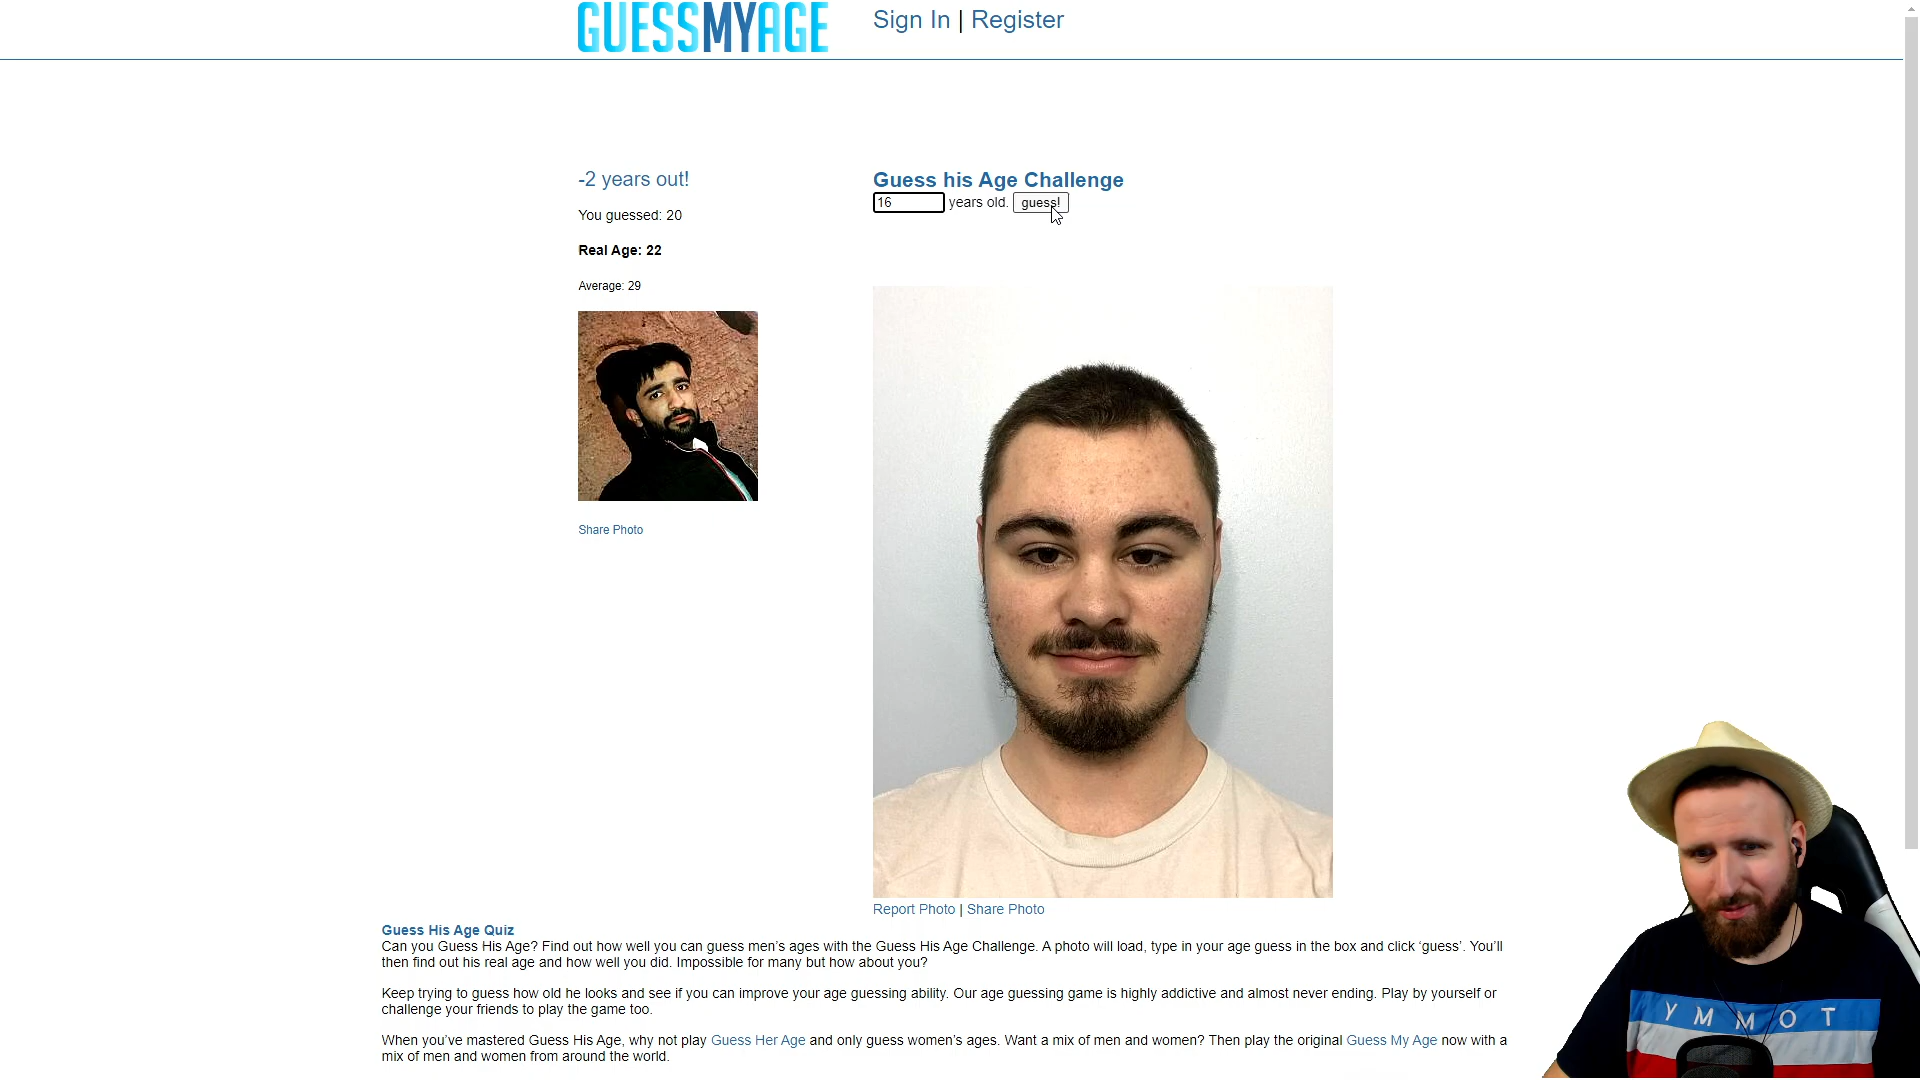 GUESSMYAGE
Sign In | Register
-2 years out!
You guessed: 20
Real Age: 22
Average: 29
Share Photo
Guess his Age Challenge
16 years old. guess!
Report Photo | Share Photo
Guess His Age Quiz
Can you Guess His Age? Find out how well you can guess men's ages with the Guess His Age Challenge. A photo will load, type in your age guess in the box and click ‘guess’. You'll
then find out his real age and how well you did. Impossible for many but how about you?
Keep trying to guess how old he looks and see if you can improve your age guessing ability. Our age guessing game is highly addictive and almost never ending. Play by yourself or
challenge your friends to play the game too.
When you've mastered Guess His Age, why not play Guess Her Age and only guess women's ages. Want a mix of men and women? Then play the original Guess My Age now with a
mix of men and women from around the world.
YMMOT